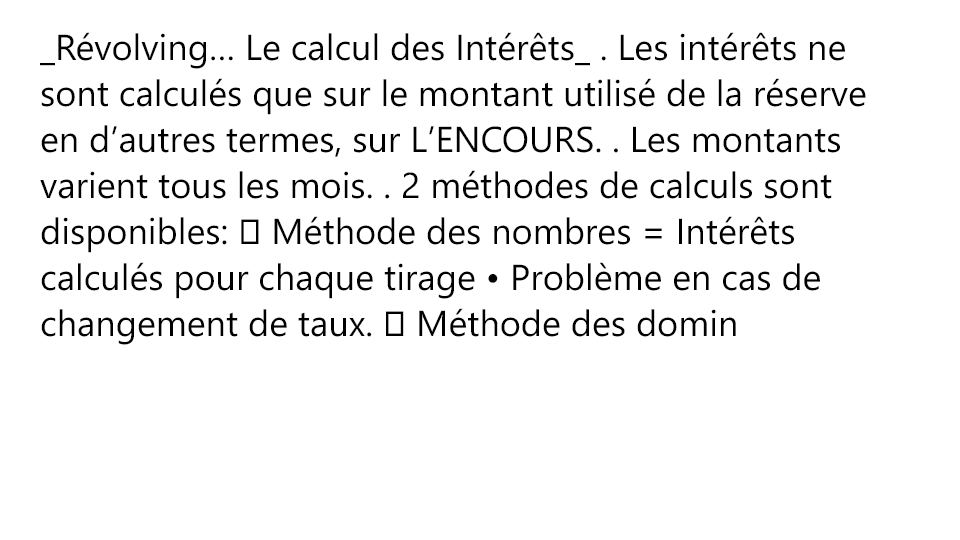 _Révolving... Le calcul des Intérêts_ . Les intérêts ne
sont calculés que sur le montant utilisé de la réserve
en d’autres termes, sur L’ENCOURS. . Les montants
varient tous les mois. . 2 méthodes de calculs sont
disponibles: ▯ Méthode des nombres = Intérêts
calculés pour chaque tirage • Problème en cas de
changement de taux. ▯ Méthode des domin